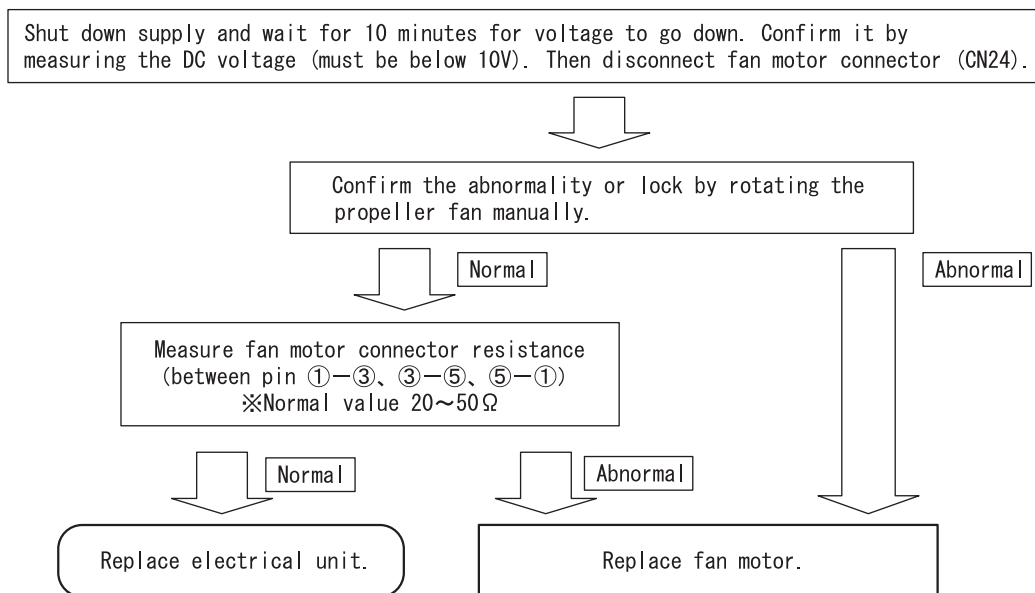 Shut down supply and wait for 10 minutes for voltage to go down. Confirm it by
measuring the DC voltage (must be below 10V). Then disconnect fan motor connector (CN24).
Confirm the abnormality or lock by rotating the
propeller fan manually.
Normal
Abnormal
Measure fan motor connector resistance
(between pin ①－③、③－⑤、⑤－①)
※Normal value 20～50Ω
Normal
Abnormal
Replace electrical unit.
Replace fan motor.